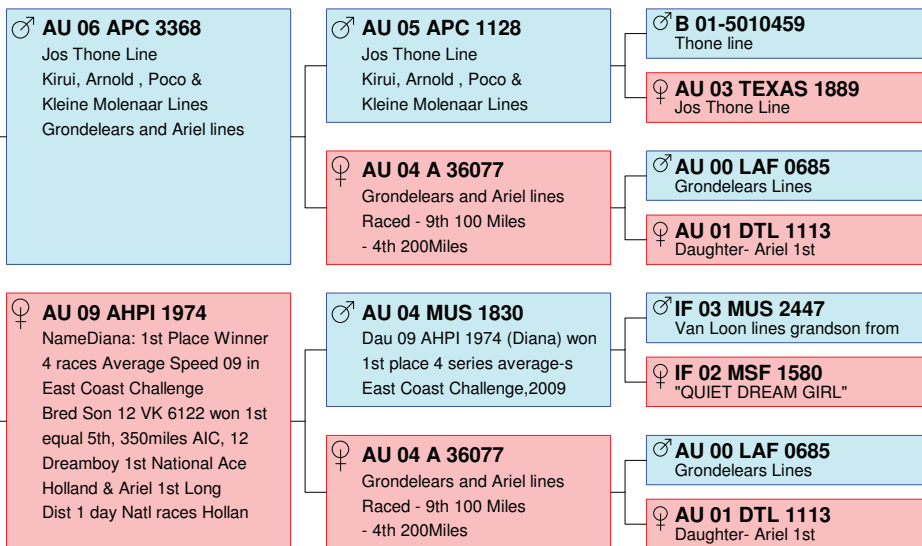 AU 06 APC 3368
Jos Thone Line
Kirui, Arnold , Poco &
Kleine Molenaar Lines
Grondelears and Ariel lines
AU 09 AHPI 1974
NameDiana: 1st Place Winner
4 races Average Speed 09 in
East Coast Challenge
Bred Son 12 VK 6122 won 1st
equal 5th, 350miles AIC, 12
Dreamboy 1st National Ace
Holland & Ariel 1st Long
Dist 1 day Natl races Hollan
AU 05 APC 1128
Jos Thone Line
Kirui, Arnold , Poco &
Kleine Molenaar Lines
AU 04 A 36077
Grondelears and Ariel lines
Raced - 9th 100 Miles
- 4th 200Miles
AU 04 MUS 1830
Dau 09 AHPI 1974 (Diana) won
1st place 4 series average-s
East Coast Challenge,2009
AU 04 A 36077
Grondelears and Ariel lines
Raced - 9th 100 Miles
- 4th 200Miles
B 01-5010459
Thone line
AU 03 TEXAS 1889
Jos Thone Line
AU 00 LAF 0685
Grondelears Lines
AU 01 DTL 1113
Daughter- Ariel 1st
IF 03 MUS 2447
Van Loon lines grandson from
IF 02 MSF 1580
"QUIET DREAM GIRL"
AU 00 LAF 0685
Grondelears Lines
AU 01 DTL 1113
Daughter- Ariel 1st